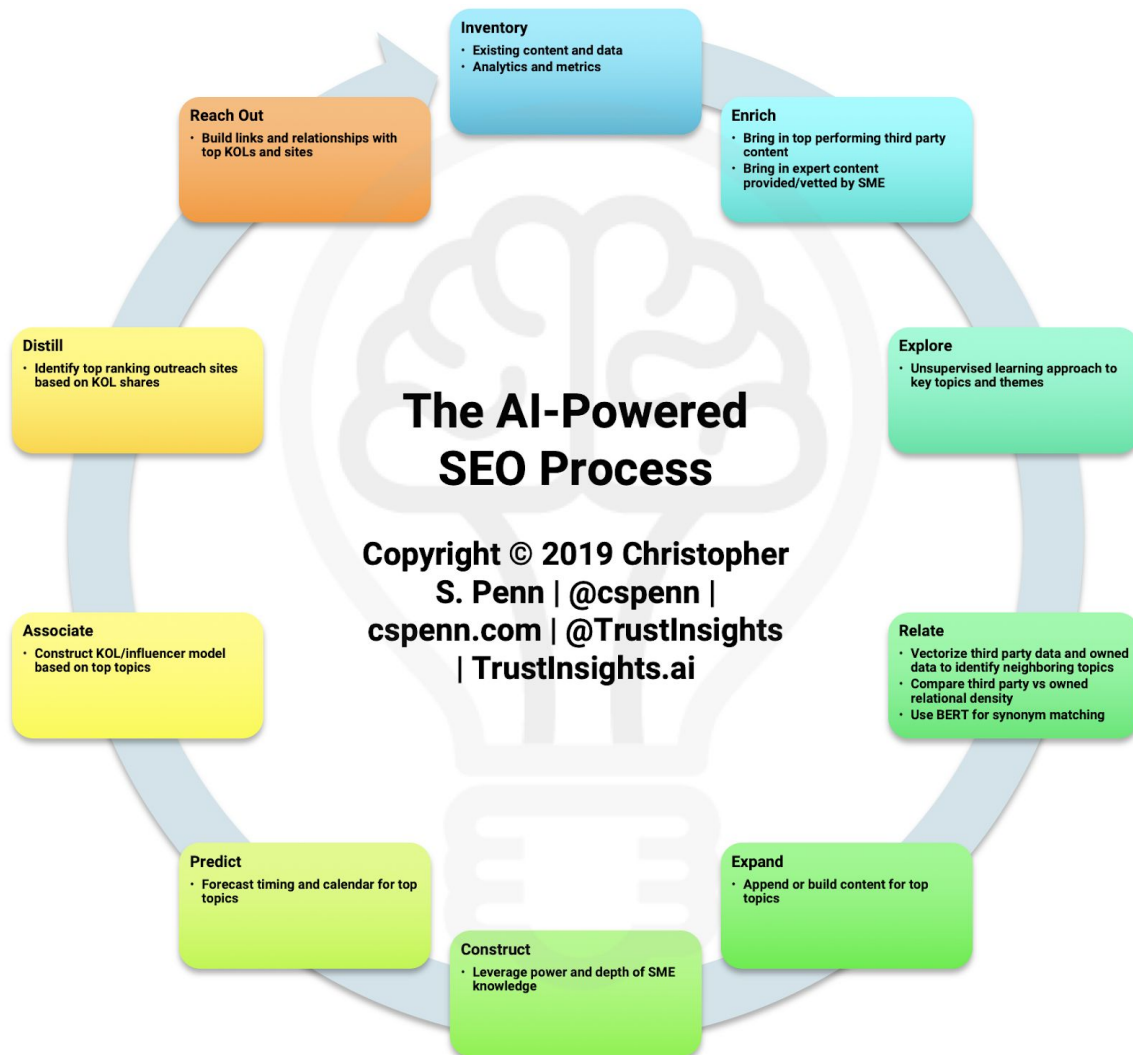 Inventory
• Existing content and data
• Analytics and metrics
Enrich
• Bring in top performing third party
content
• Bring in expert content
provided/vetted by SME
Explore
• Unsupervised learning approach to
key topics and themes
Relate
• Vectorize third party data and owned
data to identify neighboring topics
• Compare third party vs owned
relational density
• Use BERT for synonym matching
Expand
• Append or build content for top
topics
Construct
• Leverage power and depth of SME
knowledge
Predict
• Forecast timing and calendar for top
topics
Associate
• Construct KOL/influencer model
based on top topics
Distill
• Identify top ranking outreach sites
based on KOL shares
Reach Out
• Build links and relationships with
top KOLs and sites
The AI-Powered
SEO Process
Copyright © 2019 Christopher
S. Penn | @cspenn |
cspenn.com | @TrustInsights
| TrustInsights.ai